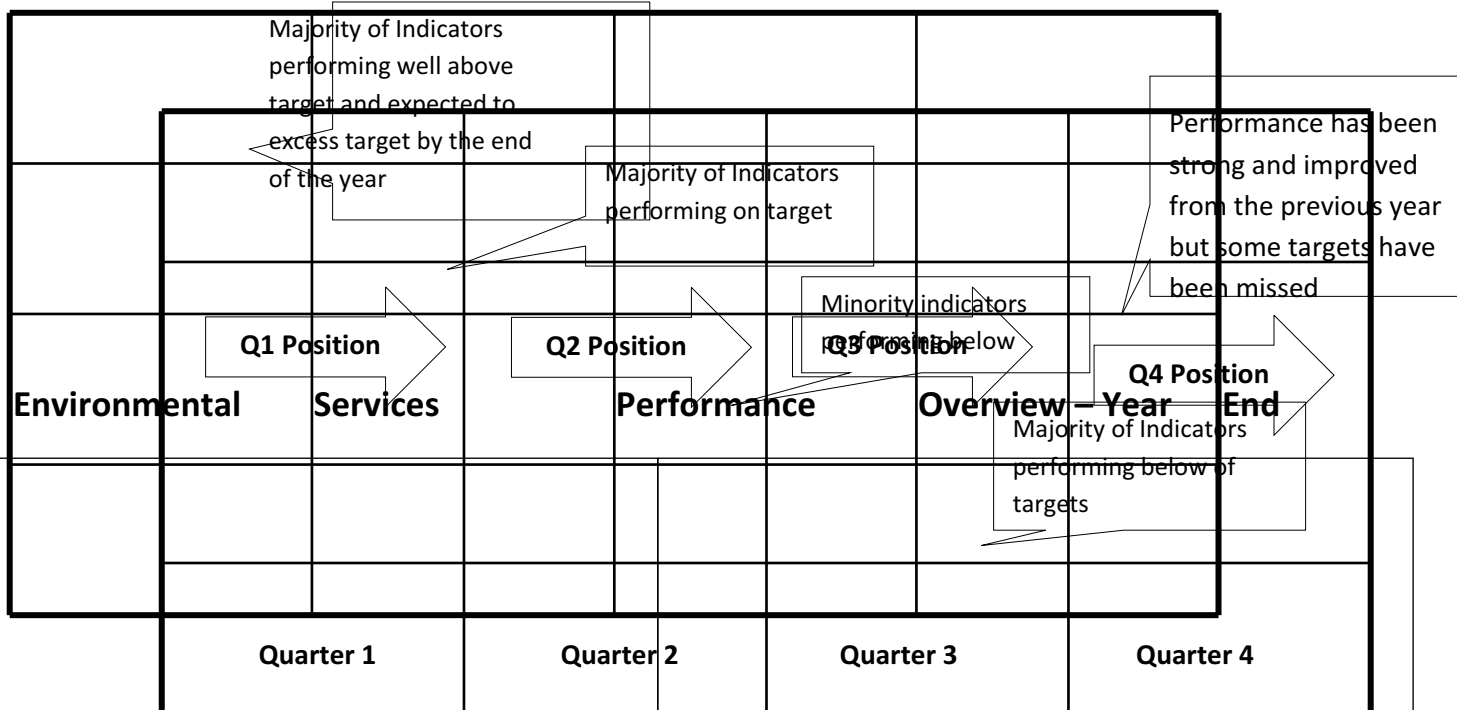 Majority of Indicators
performing well above
target and expected to
excess target by the end
of the year
Majority of Indicators
performing on target
Performance has been
strong and improved
from the previous year
but some targets have
been missed
Minority indicators
performing below
Q1 Position
Q2 Position
Q3 Position
Q4 Position
Environmental Services Performance Overview – Year End
Majority of Indicators
performing below of
targets
Quarter 1
Quarter 2
Quarter 3
Quarter 4